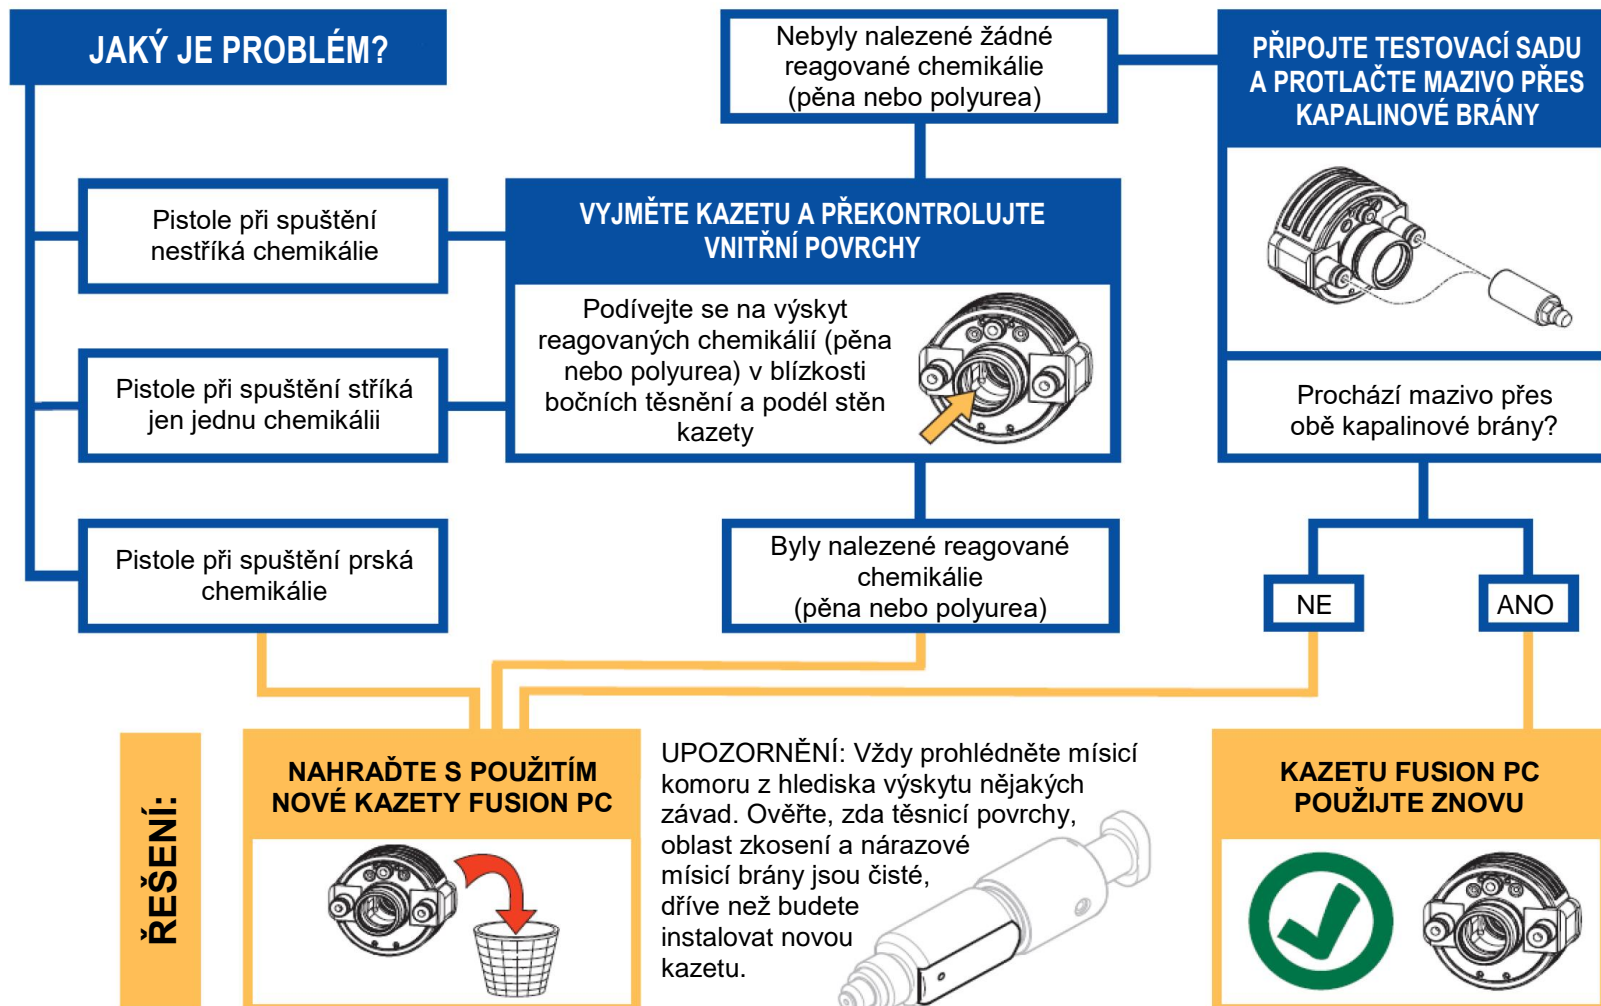 JAKÝ JE PROBLÉM?
Nebyly nalezené žádné
reagované chemikálie
(pěna nebo polyurea)
PŘIPOJTE TESTOVACÍ SADU
A PROTLAČTE MAZIVO PŘES
KAPALINOVÉ BRÁNY
Pistole při spuštění
nestříká chemikálie
VYJMĚTE KAZETU A PŘEKONTROLUJTE
VNITŘNÍ POVRCHY
Podívejte se na výskyt
reagovaných chemikálií (pěna
nebo polyurea) v blízkosti
bočních těsnění a podél stěn
kazety
Pistole při spuštění stříká
jen jednu chemikálii
Prochází mazivo přes
obě kapalinové brány?
Pistole při spuštění prská
chemikálie
Byly nalezené reagované
chemikálie
(pěna nebo polyurea)
NE
ANO
ŘEŠENÍ:
NAHRAĎTE S POUŽITÍM
NOVÉ KAZETY FUSION PC
UPOZORNĚNÍ: Vždy prohlédněte mísicí
komoru z hlediska výskytu nějakých
závad. Ověřte, zda těsnicí povrchy,
oblast zkosení a nárazové
mísicí brány jsou čisté,
dříve než budete
instalovat novou
kazetu.
KAZETU FUSION PC
POUŽIJTE ZNOVU